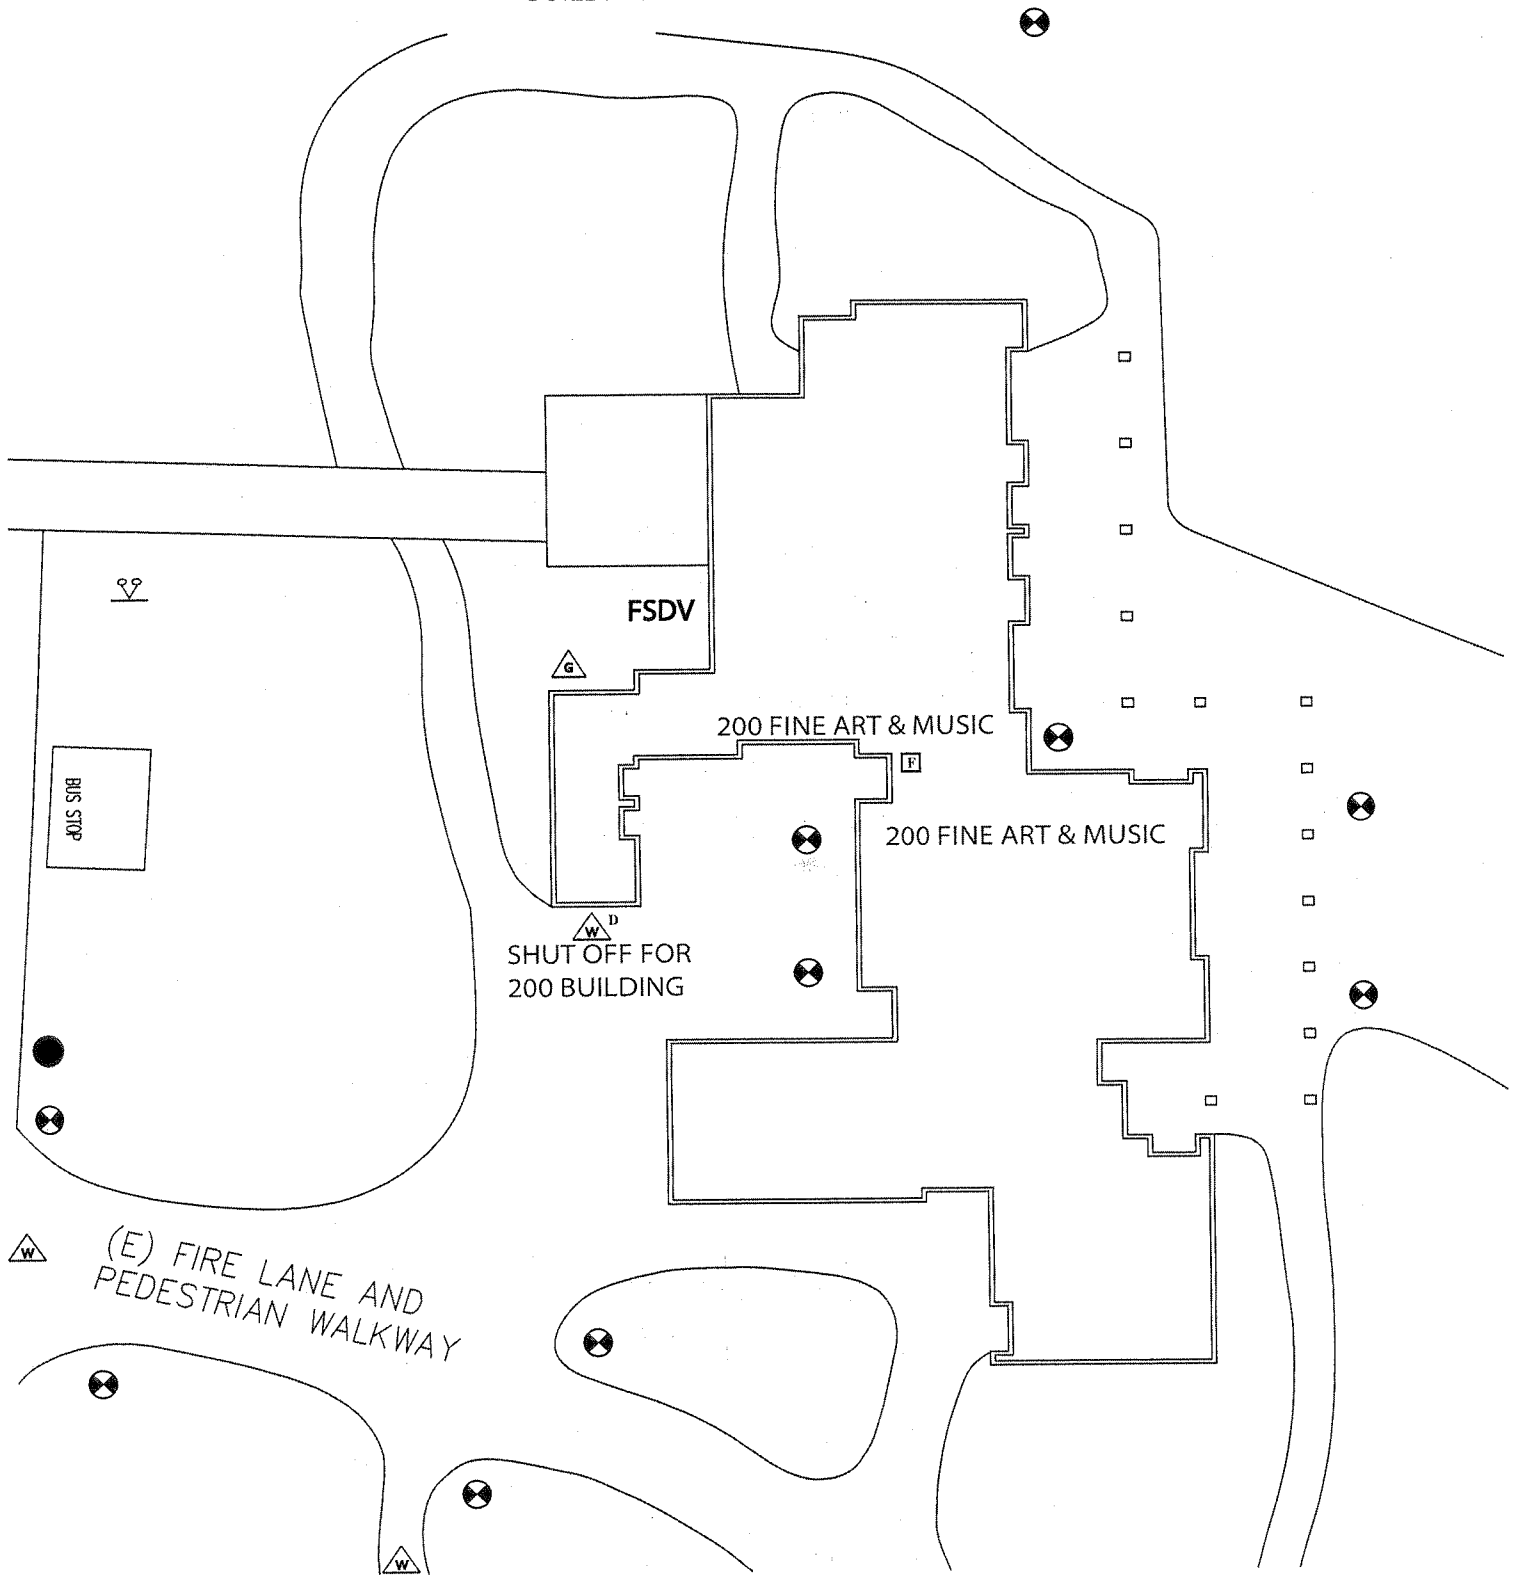 FSDV
G
200 FINE ART & MUSIC
F
BUS STOP
200 FINE ART & MUSIC
W D
SHUT OFF FOR
200 BUILDING
W
(E) FIRE LANE AND
PEDESTRIAN WALKWAY
W